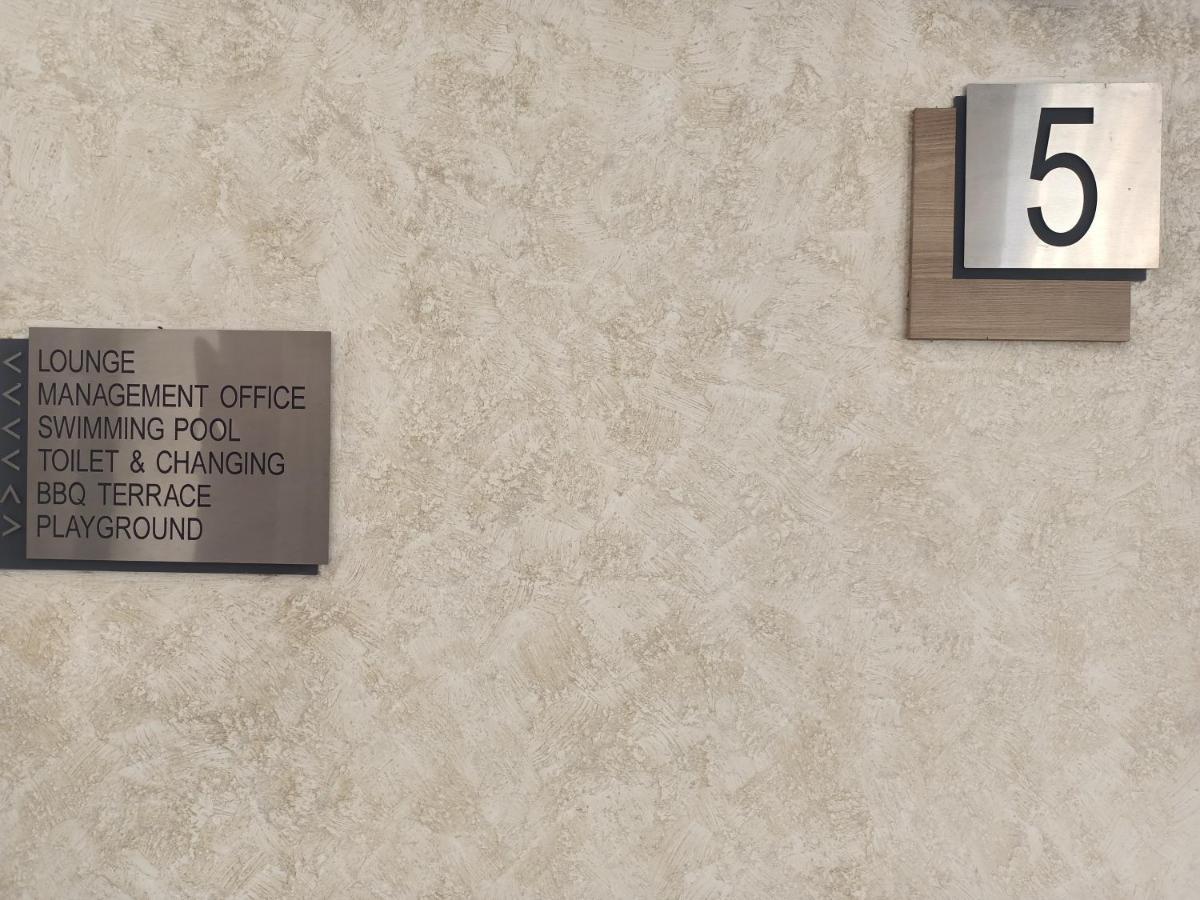 5
< LOUNGE
< MANAGEMENT OFFICE
< SWIMMING POOL
< TOILET & CHANGING
> BBQ TERRACE
∨ PLAYGROUND